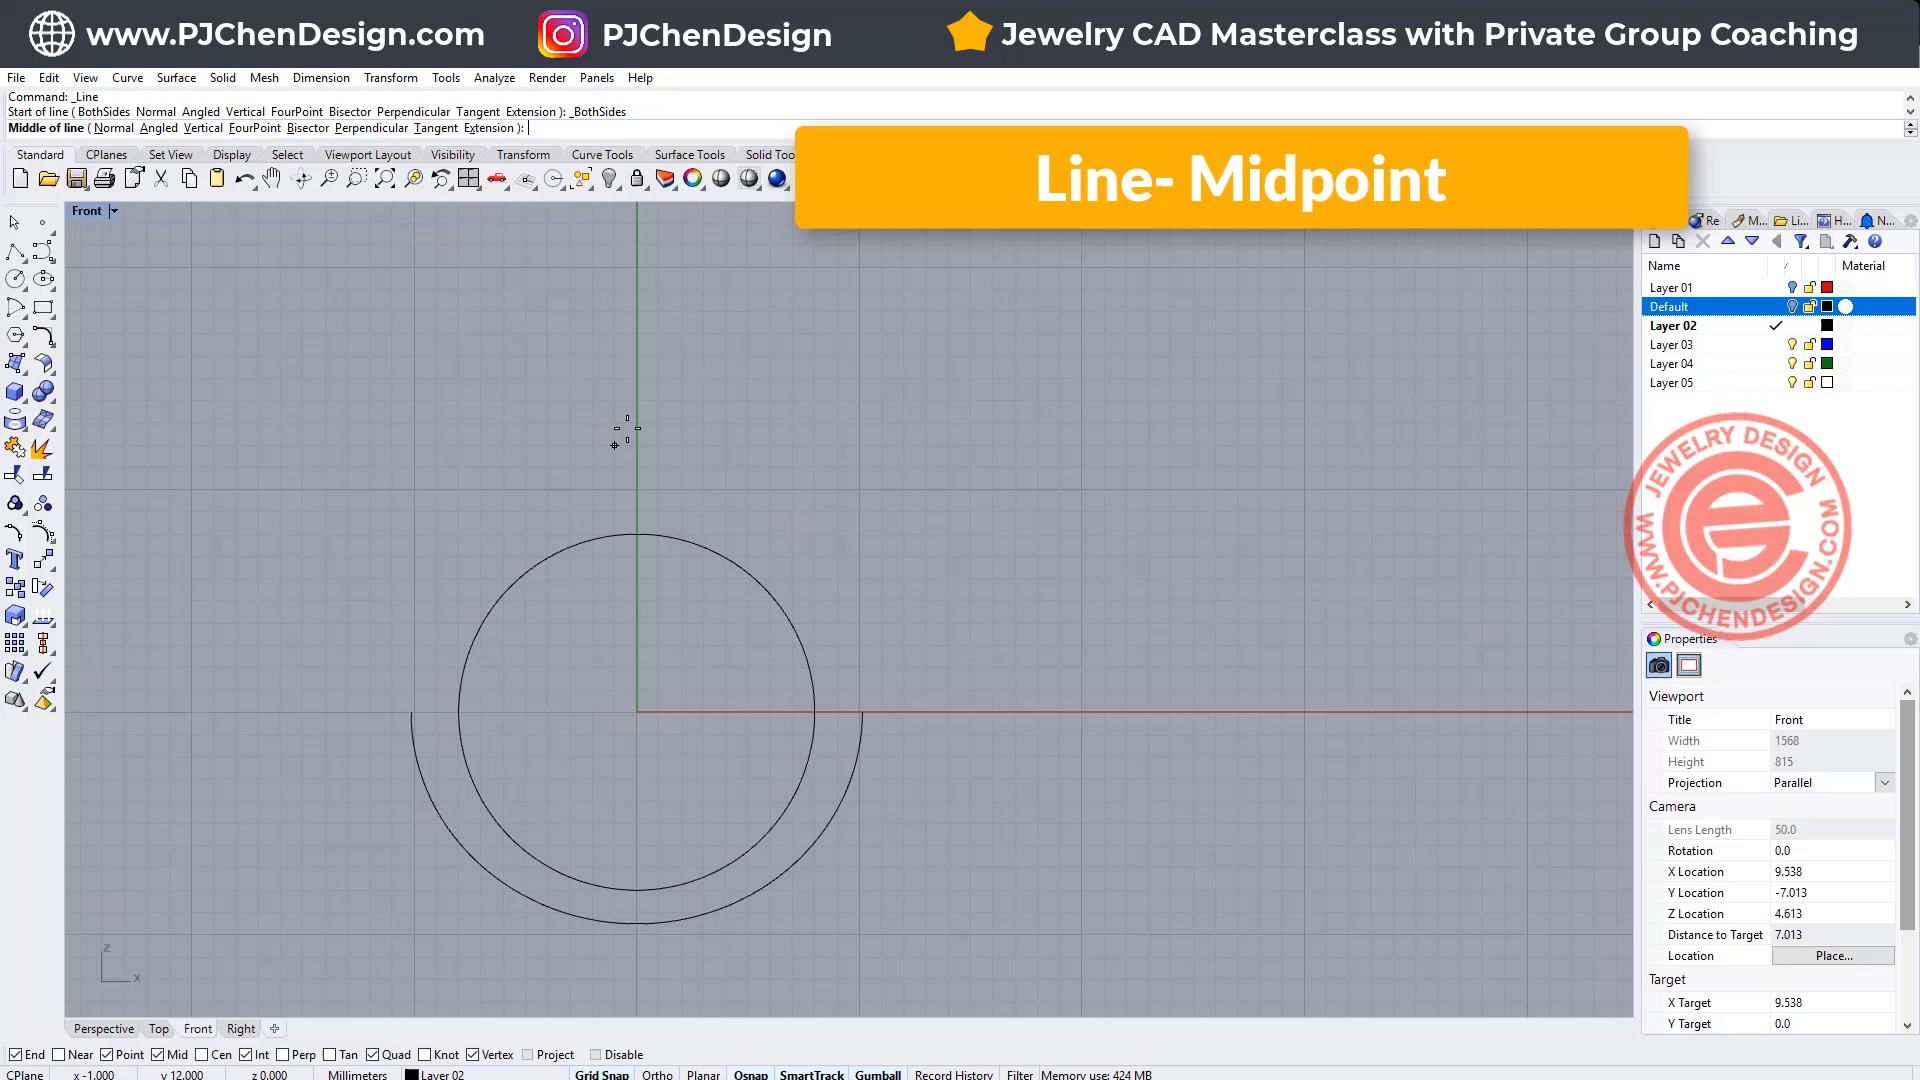 www.PJChenDesign.com PJChenDesign Jewelry CAD Masterclass with Private Group Coaching
File Edit View Curve Surface Solid Mesh Dimension Transform Tools Analyze Render Panels Help
Command: _Line
Start of line ( BothSides Normal Angled Vertical FourPoint Bisector Perpendicular Tangent Extension ): _BothSides
Middle of line ( Normal Angled Vertical FourPoint Bisector Perpendicular Tangent Extension ):
Line- Midpoint
Standard CPlanes Set View Display Select Viewport Layout Visibility Transform Curve Tools Surface Tools Solid Too
Front
Re M... Li... H... N...
Name Material
Layer 01
Default
Layer 02
Layer 03
Layer 04
Layer 05
JEWELRY DESIGN
WWW.PJCHENDESIGN.COM
Properties
Viewport
Title Front
Width 1568
Height 815
Projection Parallel
Camera
Lens Length 50.0
Rotation 0.0
X Location 9.538
Y Location -7.013
Z Location 4.613
Distance to Target 7.013
Location Place...
Target
X Target 9.538
Y Target 0.0
z
x
Perspective Top Front Right
End Near Point Mid Cen Int Perp Tan Quad Knot Vertex Project Disable
CPlane x -1.000 y 12.000 z 0.000 Millimeters Layer 02 Grid Snap Ortho Planar Osnap SmartTrack Gumball Record History Filter Memory use: 424 MB